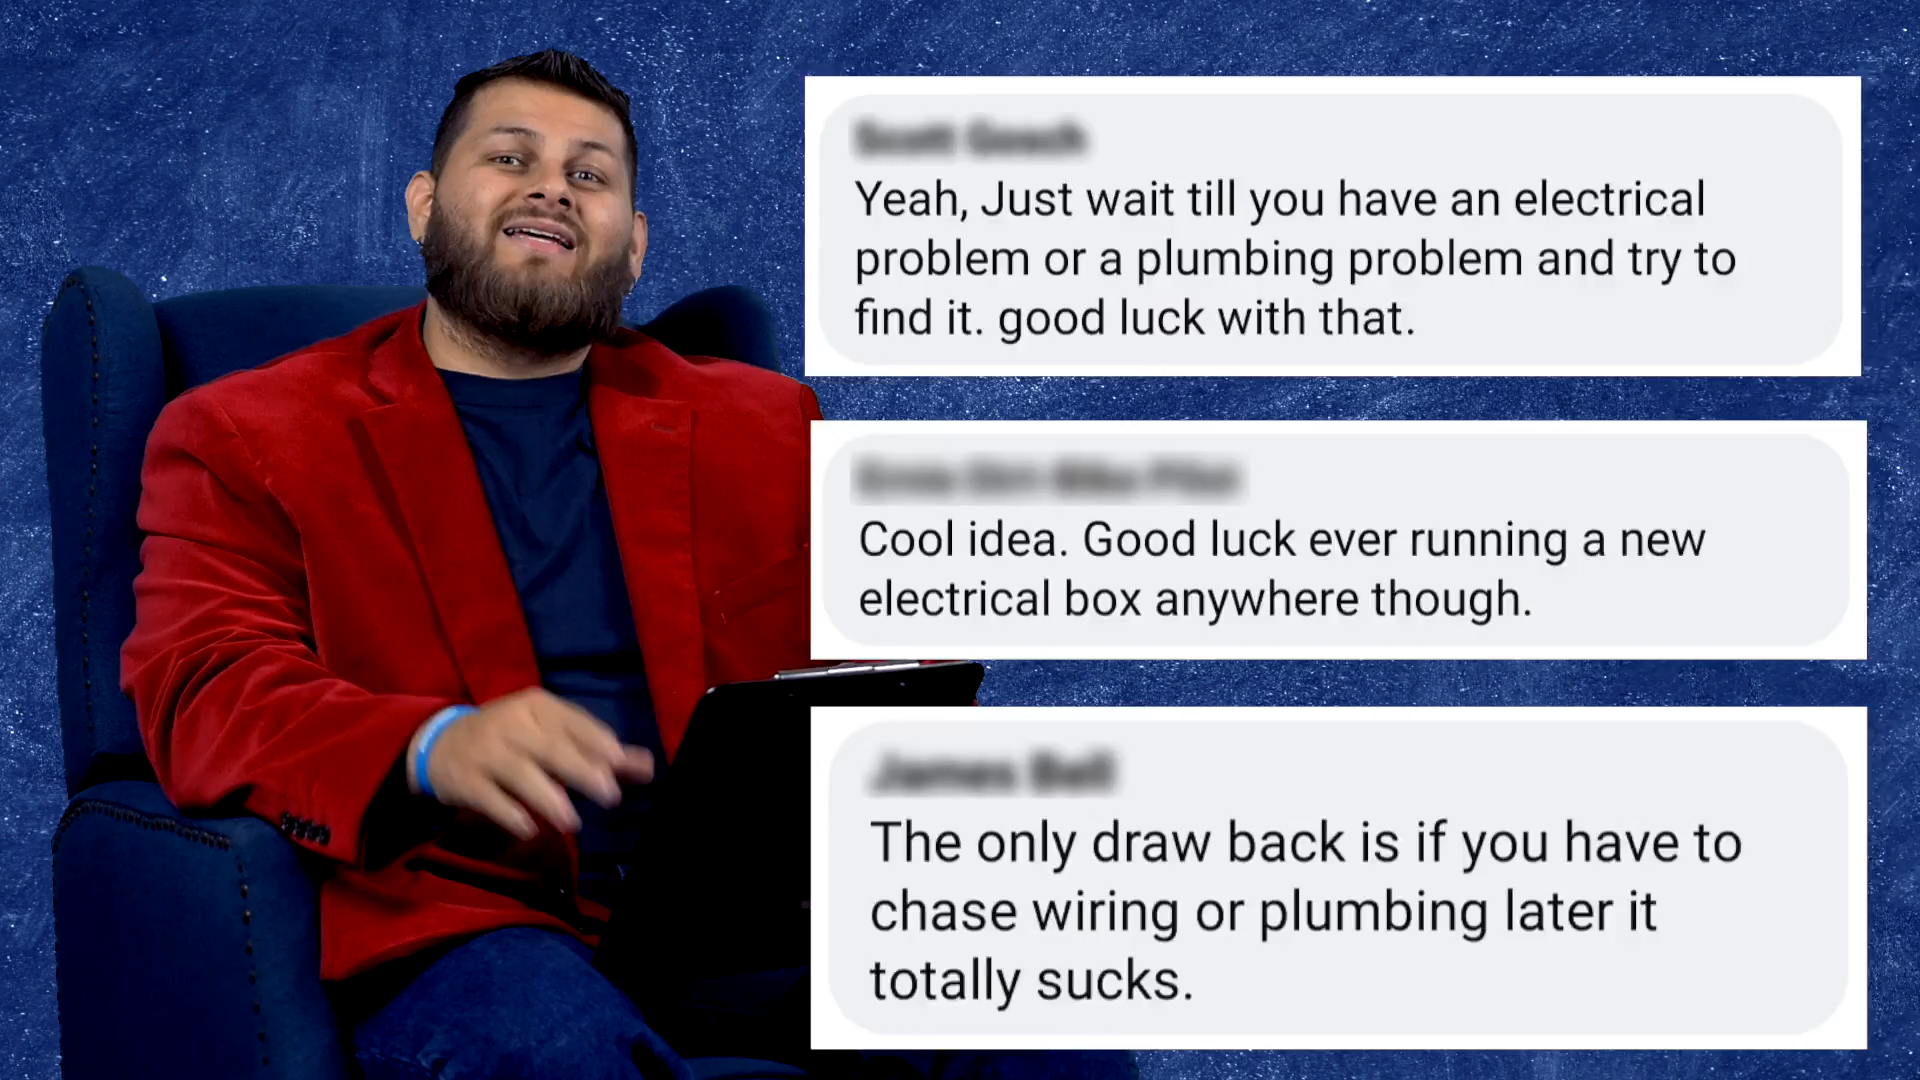 Yeah, Just wait till you have an electrical
problem or a plumbing problem and try to
find it. good luck with that.
Cool idea. Good luck ever running a new
electrical box anywhere though.
The only draw back is if you have to
chase wiring or plumbing later it
totally sucks.